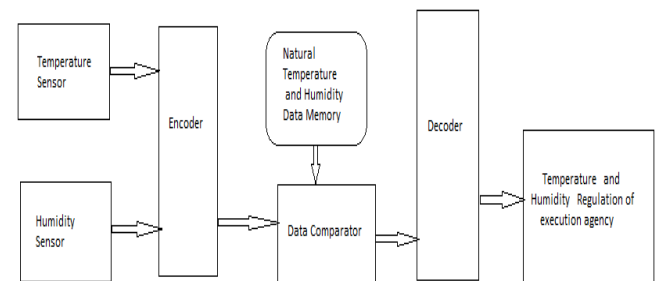 Temperature
Sensor
Humidity
Sensor
Encoder
Natural
Temperature
and Humidity
Data Memory
Data Comparator
Decoder
Temperature and
Humidity Regulation of
execution agency